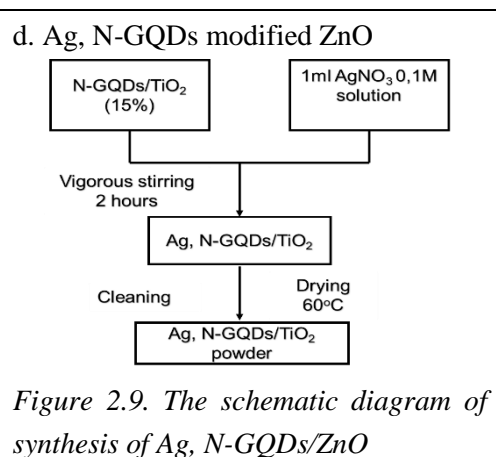 d. Ag, N-GQDs modified ZnO
N-GQDs/TiO₂
(15%)
1ml AgNO₃ 0,1M
solution
Vigorous stirring
2 hours
Ag, N-GQDs/TiO₂
Cleaning
Drying
60°C
Ag, N-GQDs/TiO₂
powder
Figure 2.9. The schematic diagram of
synthesis of Ag, N-GQDs/ZnO